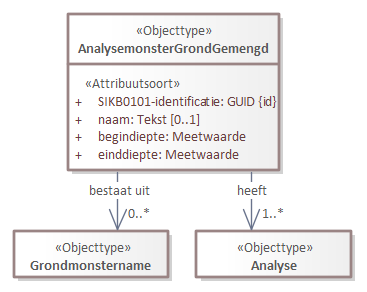 «Objecttype»
AnalysemonsterGrondGemengd
«Attribuutsoort»
+ SIKB0101-identificatie: GUID {id}
+ naam: Tekst [0..1]
+ begindiepte: Meetwaarde
+ einddiepte: Meetwaarde
bestaat uit heeft
0..* 1..*
«Objecttype» «Objecttype»
Grondmonstername Analyse